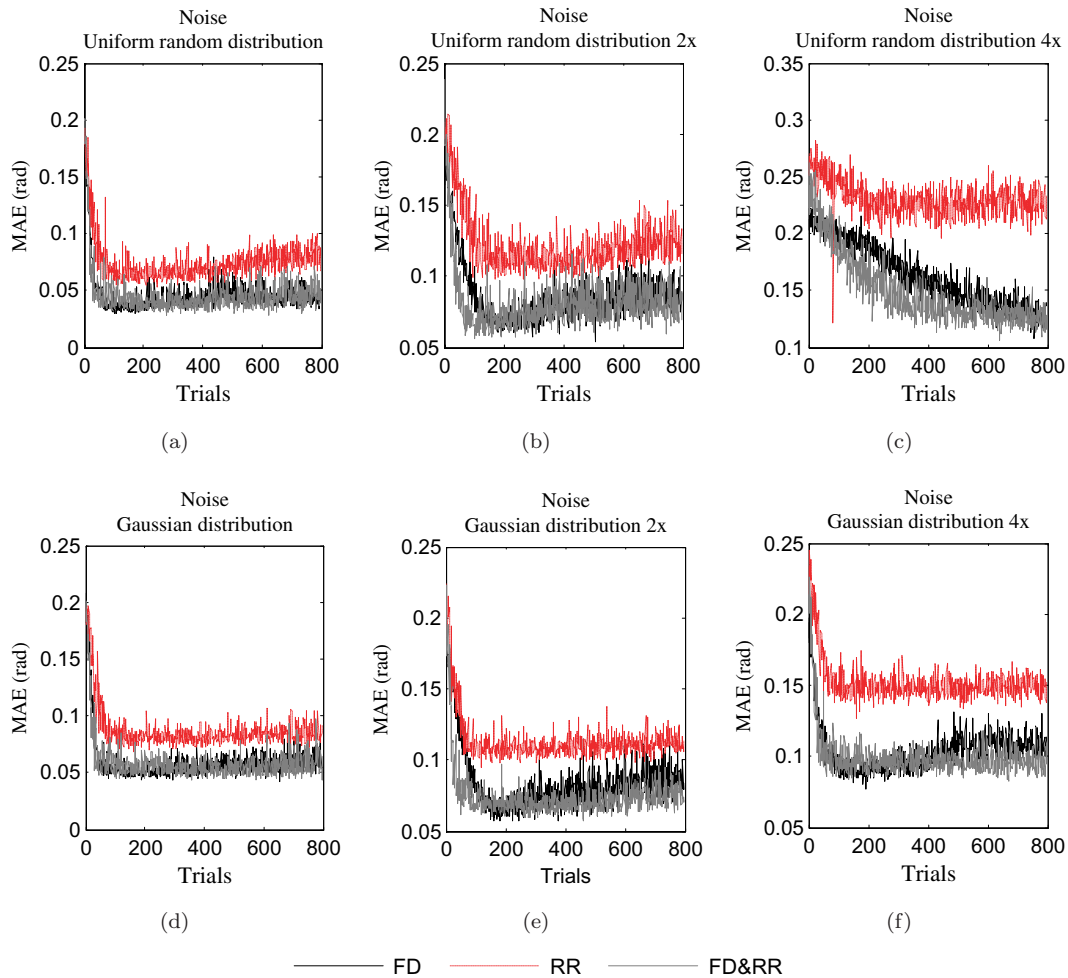 Noise
Uniform random distribution
0.25
0.2
0.15
0.1
0.05
0
MAE (rad)
0 200 400 600 800
Trials
(a)
Noise
Uniform random distribution 2x
0.25
0.2
0.15
0.1
0.05
MAE (rad)
0 200 400 600 800
Trials
(b)
Noise
Uniform random distribution 4x
0.35
0.3
0.25
0.2
0.15
0.1
MAE (rad)
0 200 400 600 800
Trials
(c)
Noise
Gaussian distribution
0.25
0.2
0.15
0.1
0.05
0
MAE (rad)
0 200 400 600 800
Trials
(d)
Noise
Gaussian distribution 2x
0.25
0.2
0.15
0.1
0.05
MAE (rad)
0 200 400 600 800
Trials
(e)
Noise
Gaussian distribution 4x
0.25
0.2
0.15
0.1
0.05
MAE (rad)
0 200 400 600 800
Trials
(f)
FD RR FD&RR